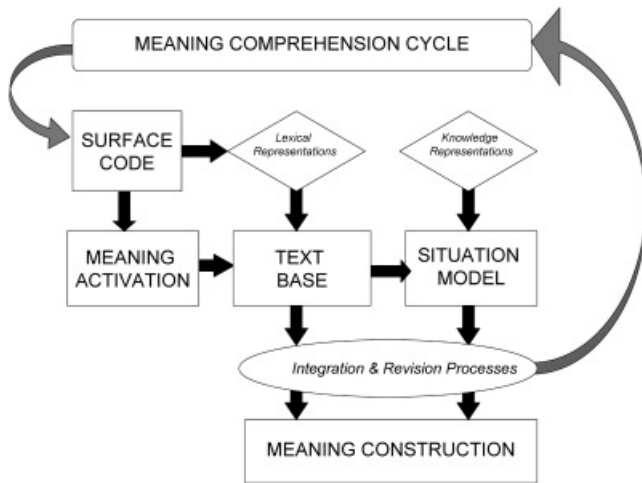 MEANING COMPREHENSION CYCLE
SURFACE
CODE
Lexical
Representations
Knowledge
Representations
MEANING
ACTIVATION
TEXT
BASE
SITUATION
MODEL
Integration & Revision Processes
MEANING CONSTRUCTION